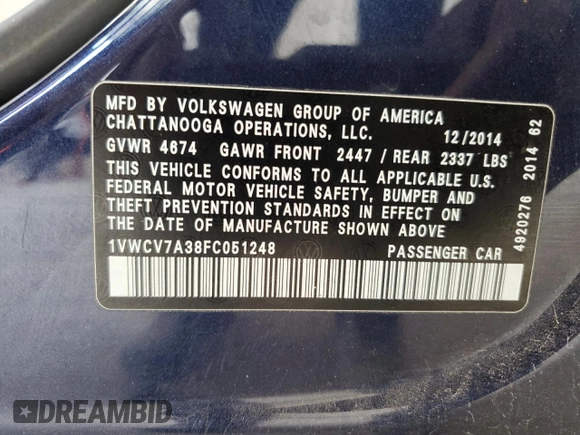 MFD BY VOLKSWAGEN GROUP OF AMERICA
CHATTANOOGA OPERATIONS, LLC. 12/2014
GVWR 4674 GAWR FRONT 2447 / REAR 2337 LBS
THIS VEHICLE CONFORMS TO ALL APPLICABLE U.S.
FEDERAL MOTOR VEHICLE SAFETY, BUMPER AND
THEFT PREVENTION STANDARDS IN EFFECT ON
THE DATE OF MANUFACTURE SHOWN ABOVE
1VWCV7A38FC051248 PASSENGER CAR
4920276 2014 62
DREAMBID